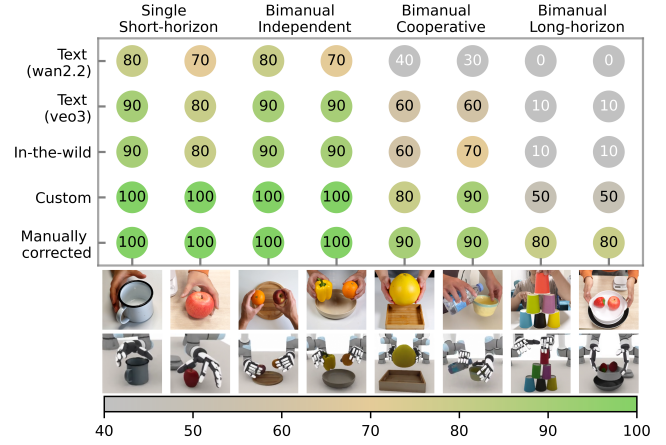 Single
Short-horizon
Bimanual
Independent
Bimanual
Cooperative
Bimanual
Long-horizon
Text
(wan2.2)
80 70 80 70 40 30 0 0
Text
(veo3)
90 80 90 90 60 60 10 10
In-the-wild
90 80 90 90 60 70 10 10
Custom
100 100 100 100 80 90 50 50
Manually
corrected
100 100 100 100 90 90 80 80
40 50 60 70 80 90 100